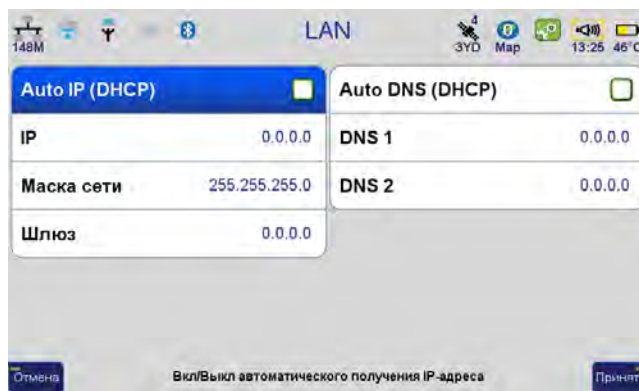 148M
LAN
4
3YD
Map
13:25 46°C
Auto IP (DHCP)
IP 0.0.0.0
Маска сети 255.255.255.0
Шлюз 0.0.0.0
Auto DNS (DHCP)
DNS 1 0.0.0.0
DNS 2 0.0.0.0
Отмена
Вкл/Выкл автоматического получения IP-адреса
Принят